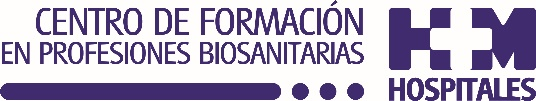 CENTRO DE FORMACIÓN
EN PROFESIONES BIOSANITARIAS
HM
HOSPITALES